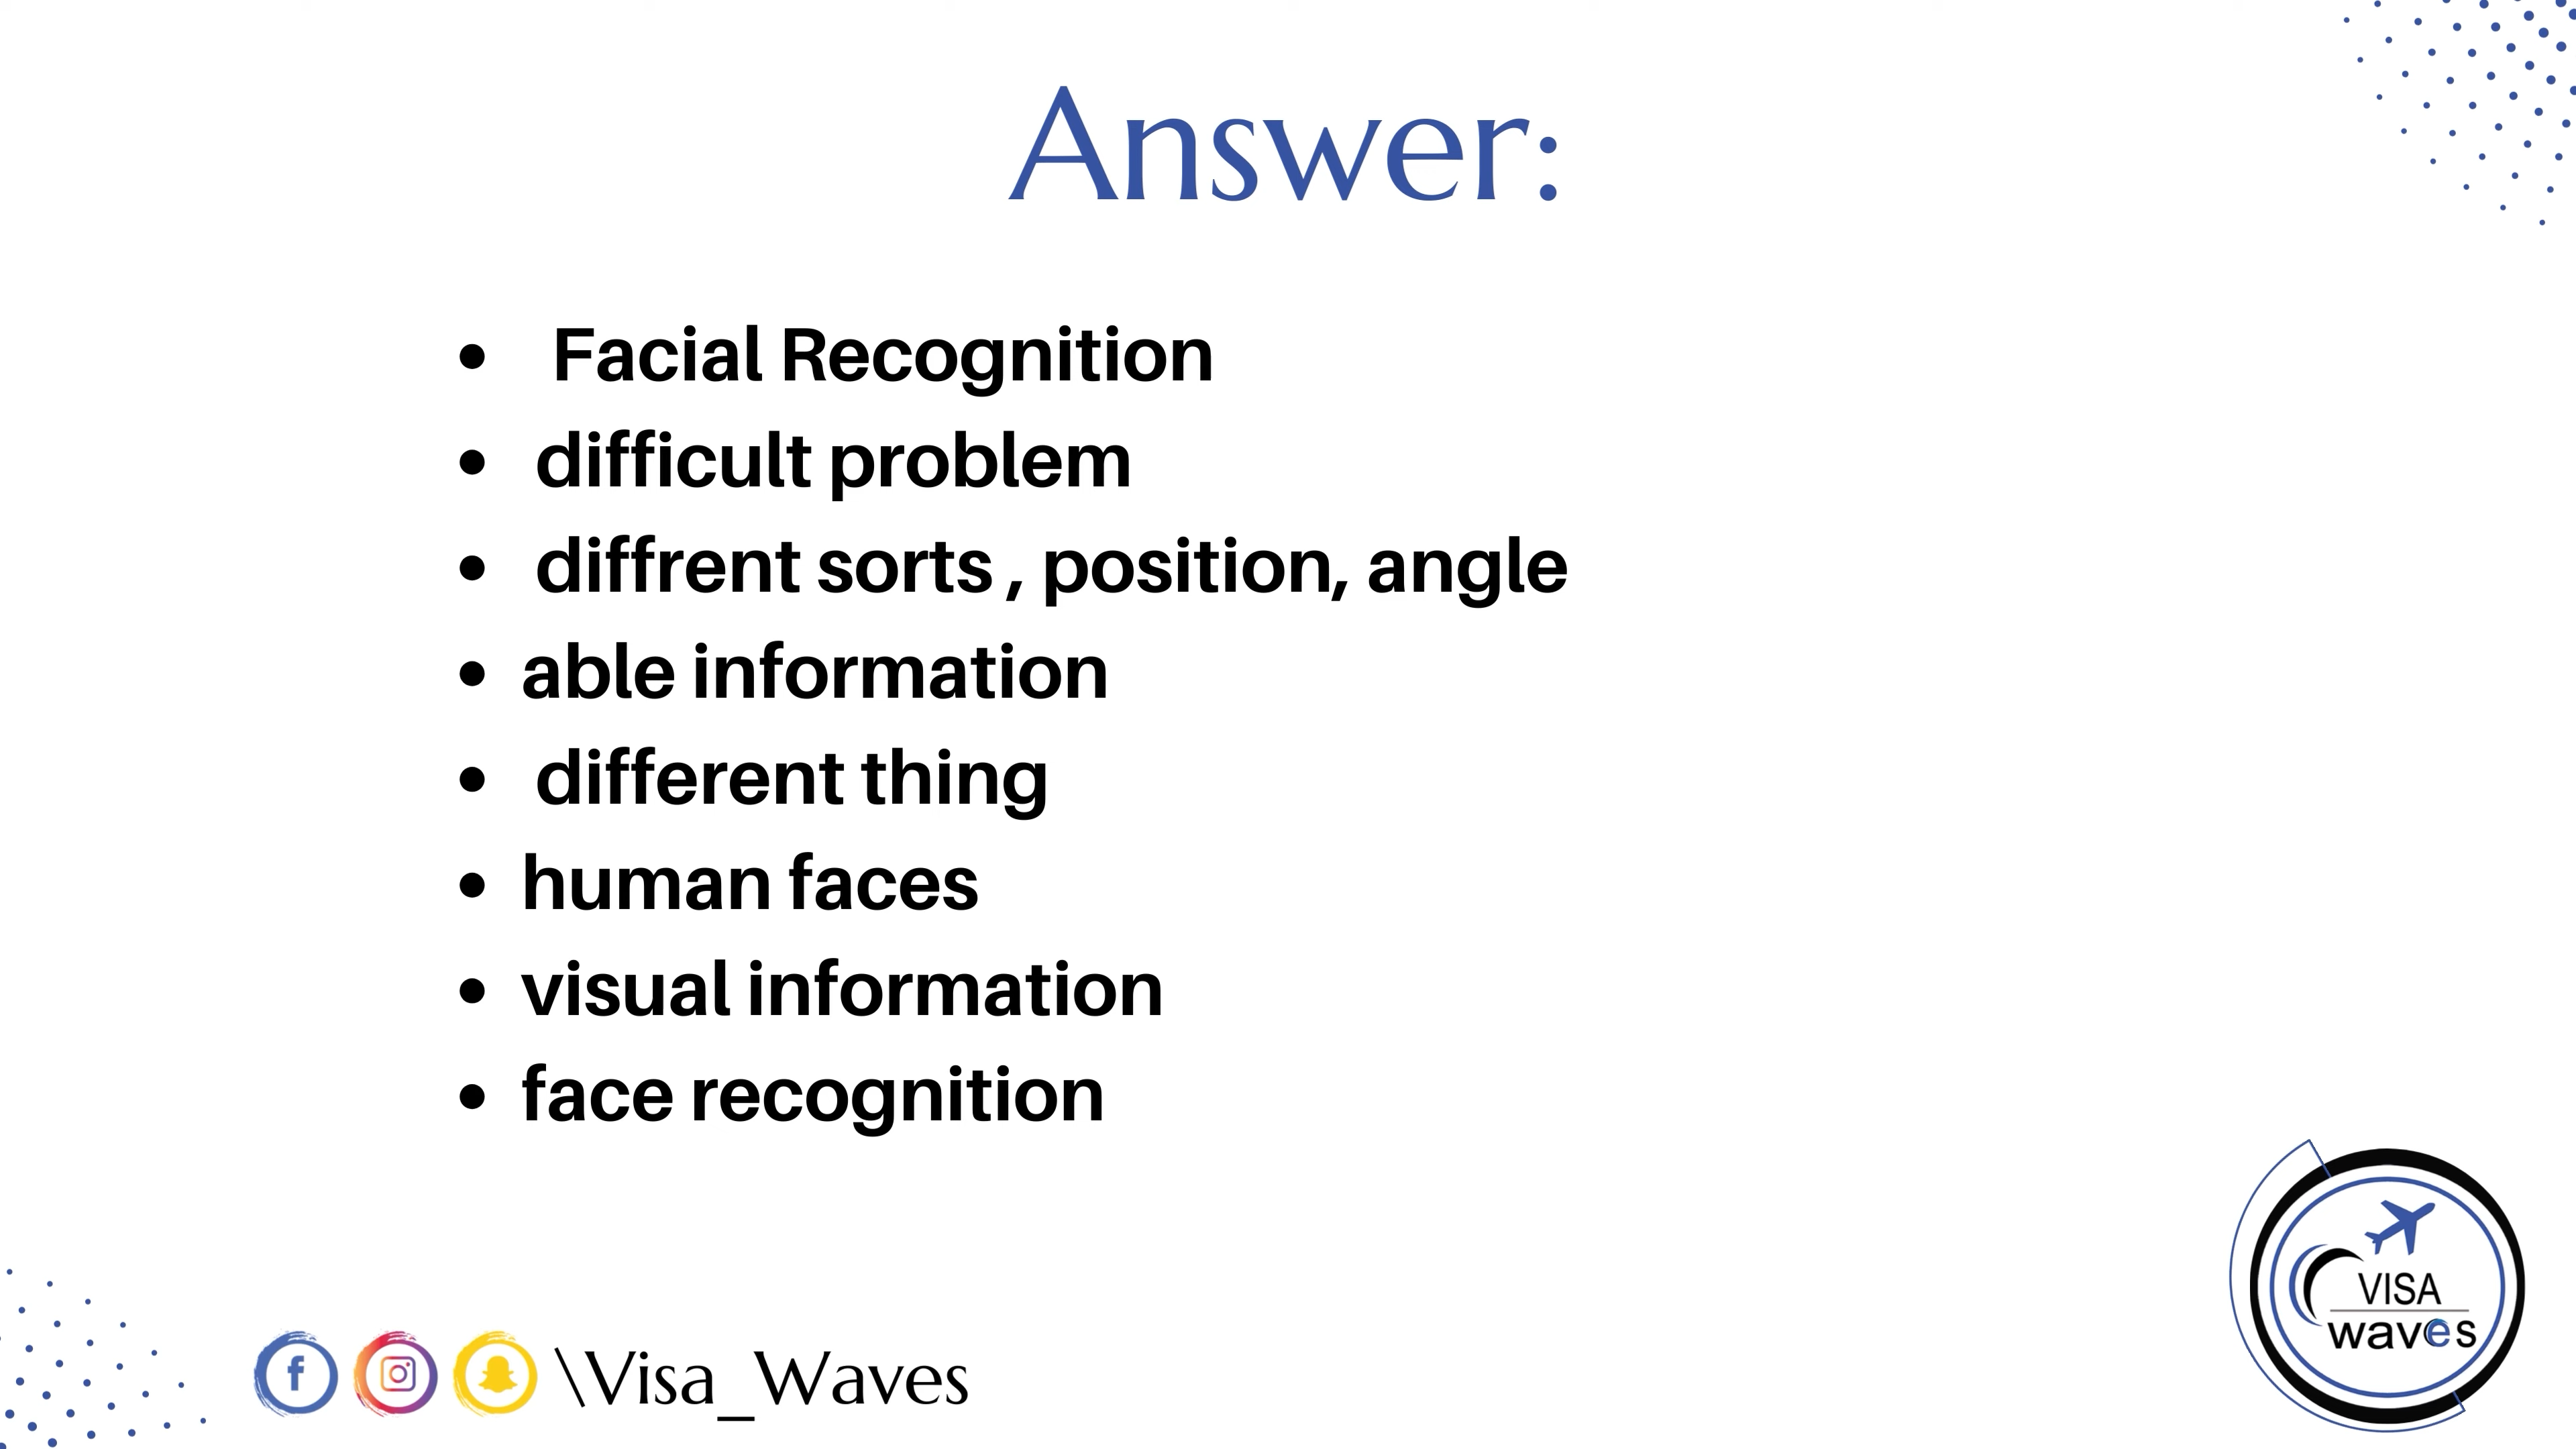 Answer:
• Facial Recognition
• difficult problem
• diffrent sorts , position, angle
• able information
• different thing
• human faces
• visual information
• face recognition
\Visa_Waves
VISA
waves